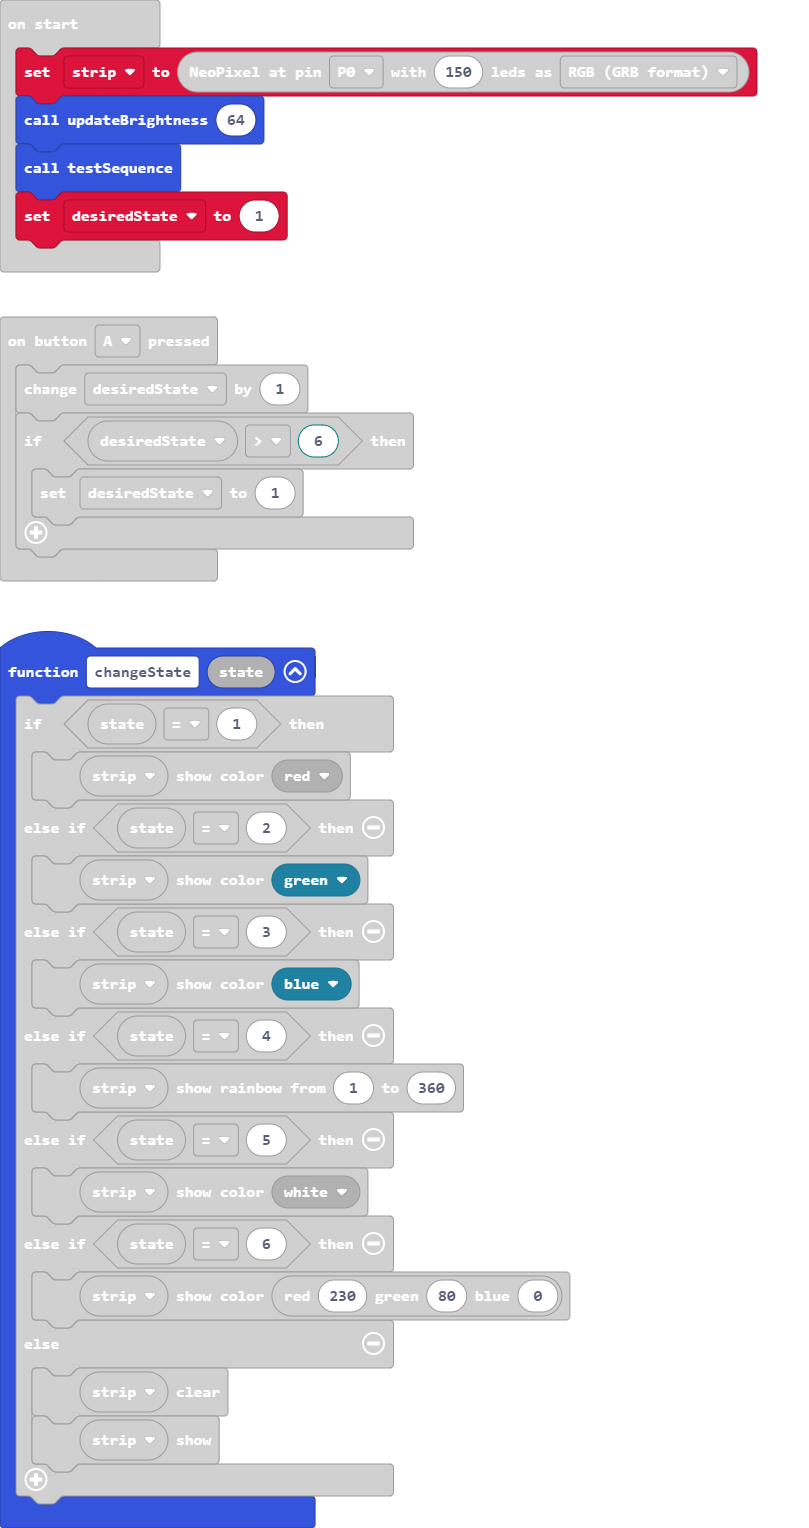 on start
set strip to NeoPixel at pin P0 with 150 leds as RGB (GRB format)
call updateBrightness 64
call testSequence
set desiredState to 1
on button A pressed
change desiredState by 1
if desiredState > 6 then
set desiredState to 1
function changeState state
if state = 1 then
strip show color red
else if state = 2 then
strip show color green
else if state = 3 then
strip show color blue
else if state = 4 then
strip show rainbow from 1 to 360
else if state = 5 then
strip show color white
else if state = 6 then
strip show color red 230 green 80 blue 0
else
strip clear
strip show